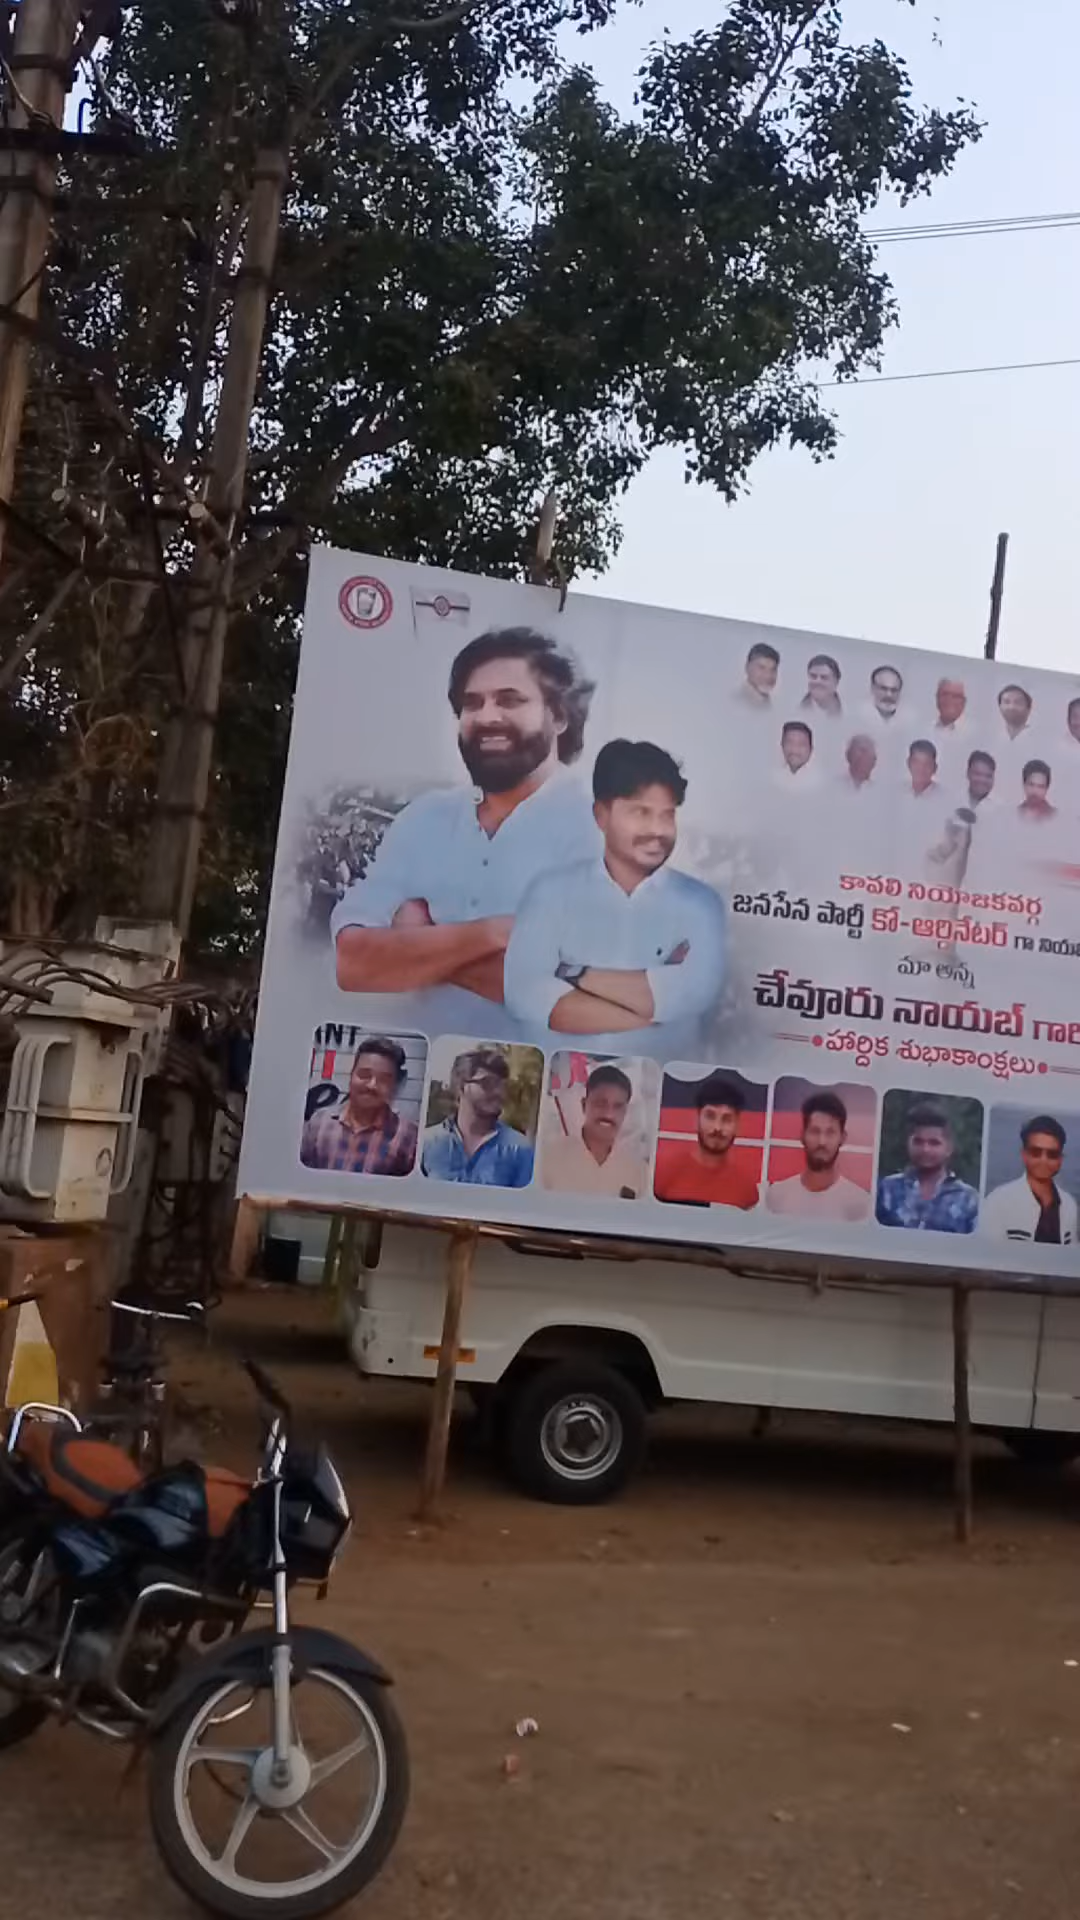 కావలి నియోజకవర్గ
జనసేన పార్టీ కో-ఆర్డినేటర్ గా
మా అన్న
చేవూరు నాయబ్
హార్దిక శుభాకాంక్షలు